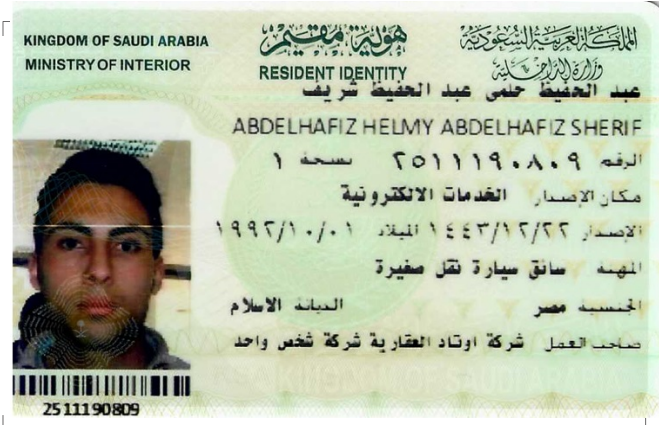 KINGDOM OF SAUDI ARABIA
MINISTRY OF INTERIOR
هوية مقيم
RESIDENT IDENTITY
المملكة العربية السعودية
وزارة الداخلية
عبد الحفيظ حلمى عبد الحفيظ شريف
ABDELHAFIZ HELMY ABDELHAFIZ SHERIF
الرقم ٢٥١١١٩٠٨٠٩ نسخة ١
مكان الإصدار الخدمات الالكترونية
الإصدار ١٤٤٣/١٢/٢٢ الميلاد ١٩٩٢/١٠/٠١
المهنة سائق سيارة نقل صغيرة
الجنسية مصر الديانة الاسلام
صاحب العمل شركة اوتاد العقارية شركة شخص واحد
KINGDOM OF SAUDI ARABIA
2511190809